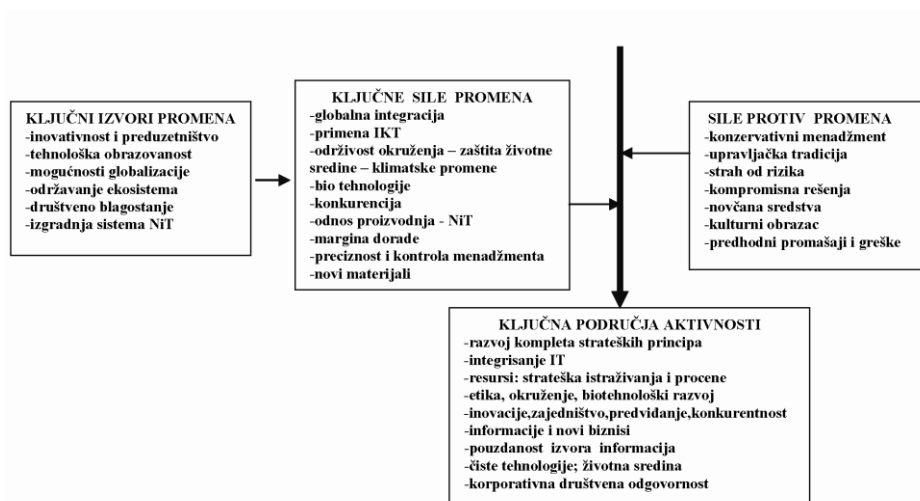 KLJUČNI IZVORI PROMENA
-inovativnost i preduzetništvo
-tehnološka obrazovanost
-mogućnosti globalizacije
-održavanje ekosistema
-društveno blagostanje
-izgradnja sistema NiT
KLJUČNE SILE PROMENA
-globalna integracija
-primena IKT
-održivost okruženja – zaštita životne
sredine – klimatske promene
-bio tehnologije
-konkurencija
-odnos proizvodnja - NiT
-margina dorade
-preciznost i kontrola menadžmenta
-novi materijali
SILE PROTIV PROMENA
-konzervativni menadžment
-upravljačka tradicija
-strah od rizika
-kompromisna rešenja
-novčana sredstva
-kulturni obrazac
-predhodni promašaji i greške
KLJUČNA PODRUČJA AKTIVNOSTI
-razvoj kompleta strateških principa
-integrisanje IT
-resursi: strateška istraživanja i procene
-etika, okruženje, biotehnološki razvoj
-inovacije,zajedništvo,predviđanje,konkurentnost
-informacije i novi biznisi
-pouzdanost izvora informacija
-čiste tehnologije; životna sredina
-korporativna društvena odgovornost